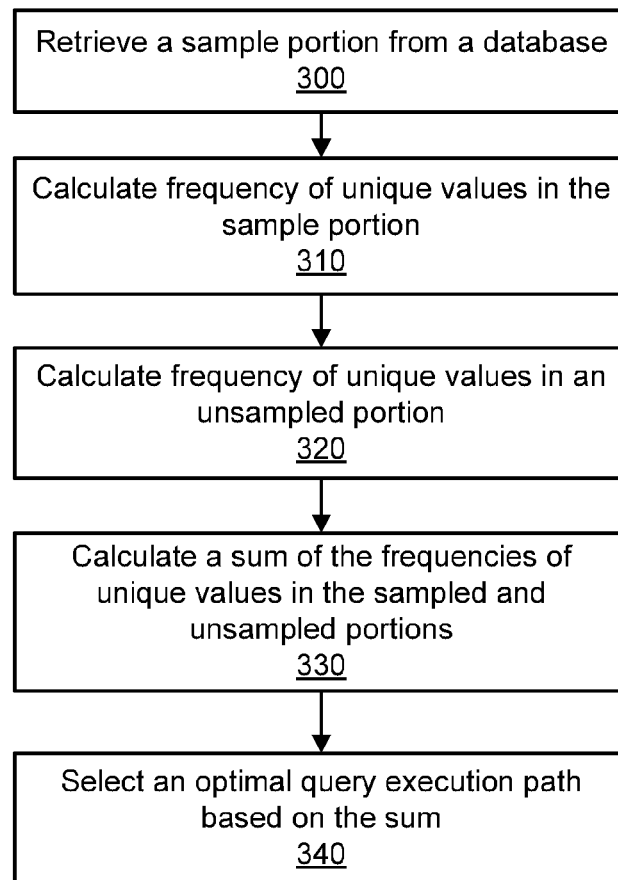 Retrieve a sample portion from a database
300
Calculate frequency of unique values in the
sample portion
310
Calculate frequency of unique values in an
unsampled portion
320
Calculate a sum of the frequencies of
unique values in the sampled and
unsampled portions
330
Select an optimal query execution path
based on the sum
340